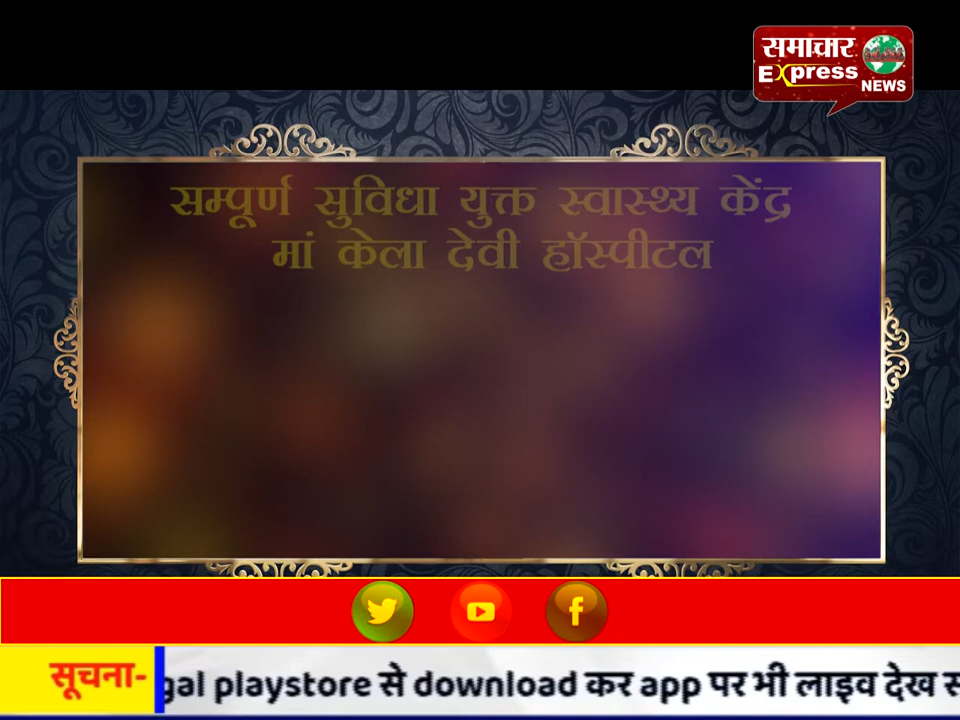 समाचार
Express
NEWS
सम्पूर्ण सुविधा युक्त स्वास्थ्य केंद्र
मां केला देवी हॉस्पीटल
सूचना-
gal playstore से download कर app पर भी लाइव देख स